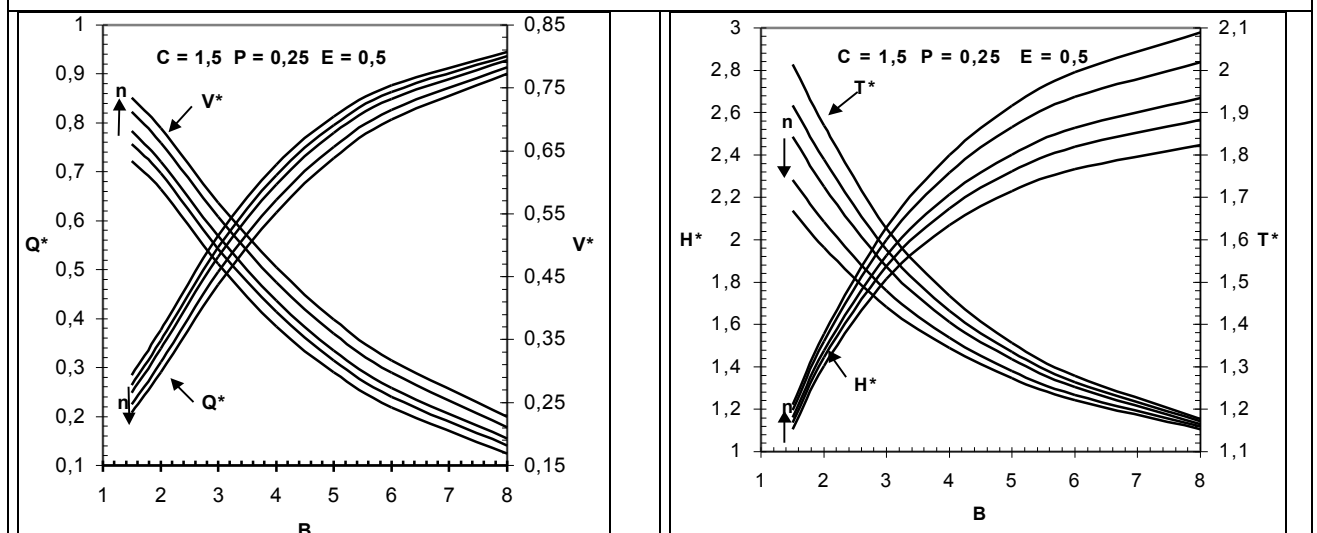 C = 1,5 P = 0,25 E = 0,5
1
0,9
0,8
0,7
0,6
0,5
0,4
0,3
0,2
0,1
Q*
n
V*
n
Q*
0,85
0,75
0,65
0,55
0,45
0,35
0,25
0,15
V*
1 2 3 4 5 6 7 8
B
C = 1,5 P = 0,25 E = 0,5
3
2,8
2,6
2,4
2,2
2
1,8
1,6
1,4
1,2
1
H*
T*
n
H*
n
2,1
2
1,9
1,8
1,7
1,6
1,5
1,4
1,3
1,2
1,1
T*
1 2 3 4 5 6 7 8
B